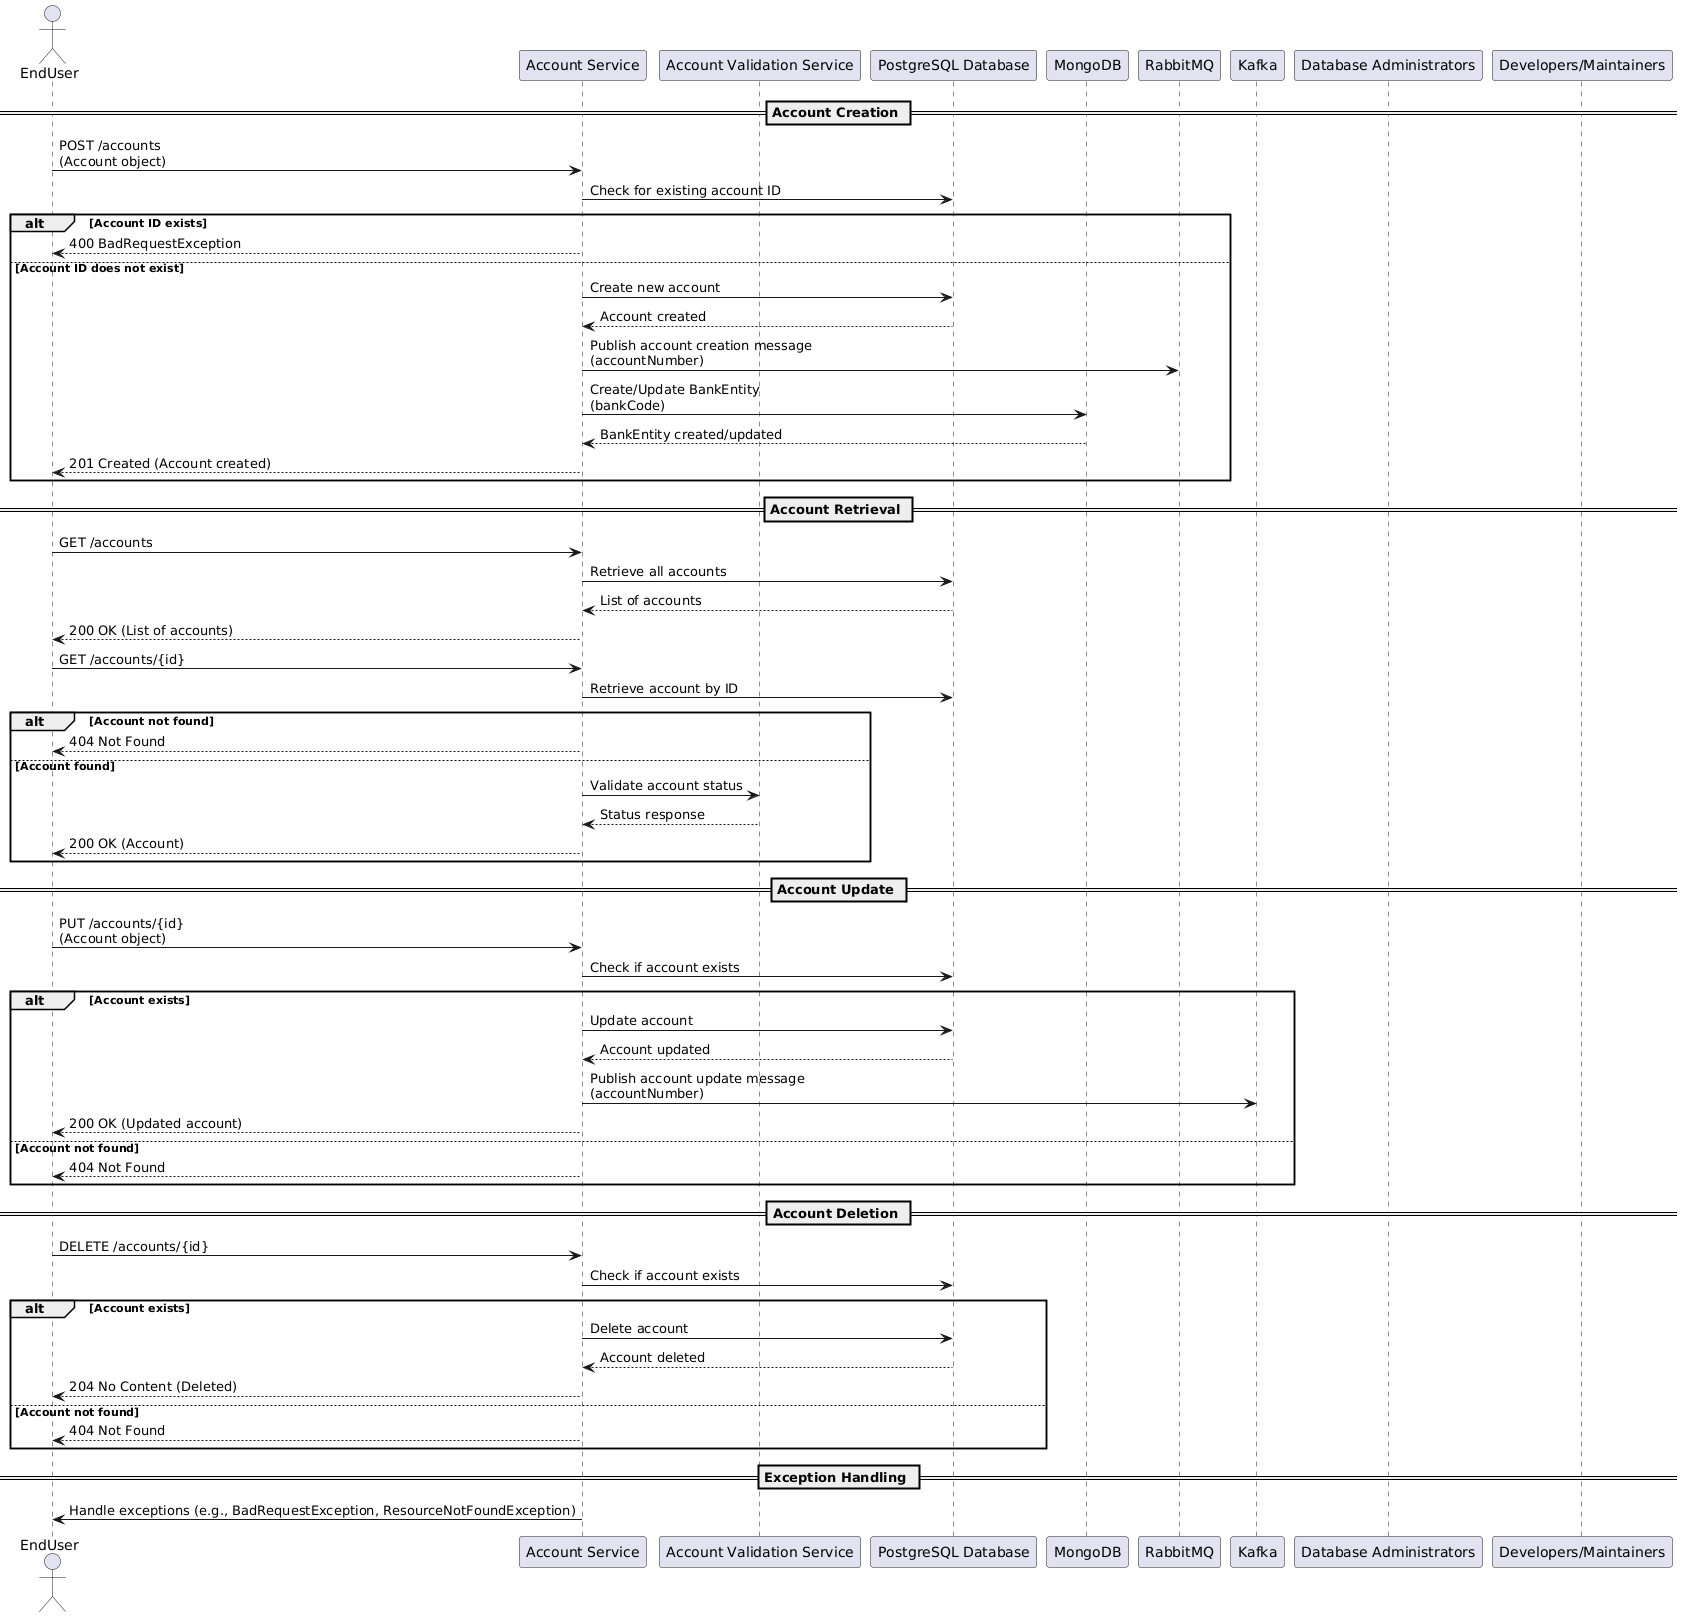 EndUser
Account Service
Account Validation Service
PostgreSQL Database
MongoDB
RabbitMQ
Kafka
Database Administrators
Developers/Maintainers
Account Creation
POST /accounts
(Account object)
Check for existing account ID
alt [Account ID exists]
400 BadRequestException
[Account ID does not exist]
Create new account
Account created
Publish account creation message
(accountNumber)
Create/Update BankEntity
(bankCode)
BankEntity created/updated
201 Created (Account created)
Account Retrieval
GET /accounts
Retrieve all accounts
List of accounts
200 OK (List of accounts)
GET /accounts/{id}
Retrieve account by ID
alt [Account not found]
404 Not Found
[Account found]
Validate account status
Status response
200 OK (Account)
Account Update
PUT /accounts/{id}
(Account object)
Check if account exists
alt [Account exists]
Update account
Account updated
Publish account update message
(accountNumber)
200 OK (Updated account)
[Account not found]
404 Not Found
Account Deletion
DELETE /accounts/{id}
Check if account exists
alt [Account exists]
Delete account
Account deleted
204 No Content (Deleted)
[Account not found]
404 Not Found
Exception Handling
Handle exceptions (e.g., BadRequestException, ResourceNotFoundException)
EndUser
Account Service
Account Validation Service
PostgreSQL Database
MongoDB
RabbitMQ
Kafka
Database Administrators
Developers/Maintainers